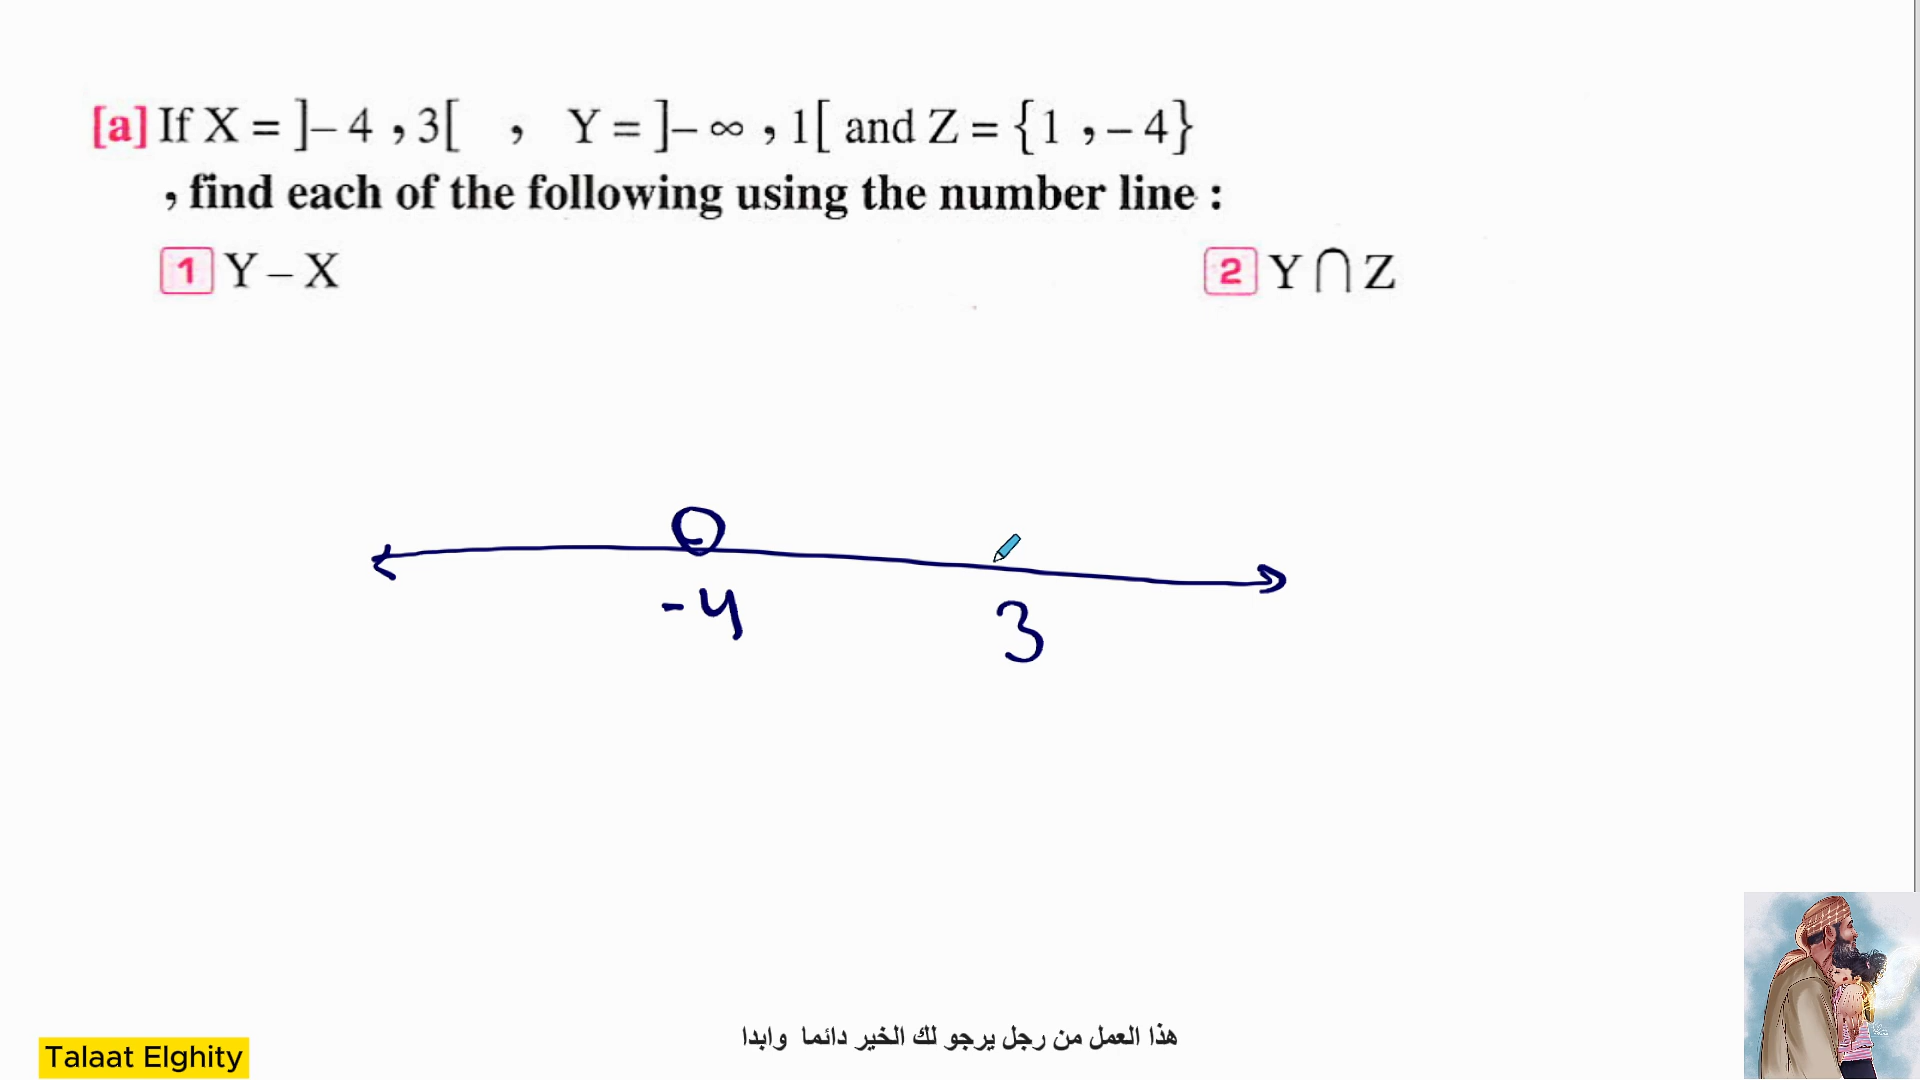 [a] If X = ]– 4 , 3[ , Y = ]– ∞ , 1[ and Z = {1 , – 4}
, find each of the following using the number line :
1 Y – X 2 Y ∩ Z
-4 3
هذا العمل من رجل يرجو لك الخير دائما وابدا
Talaat Elghity